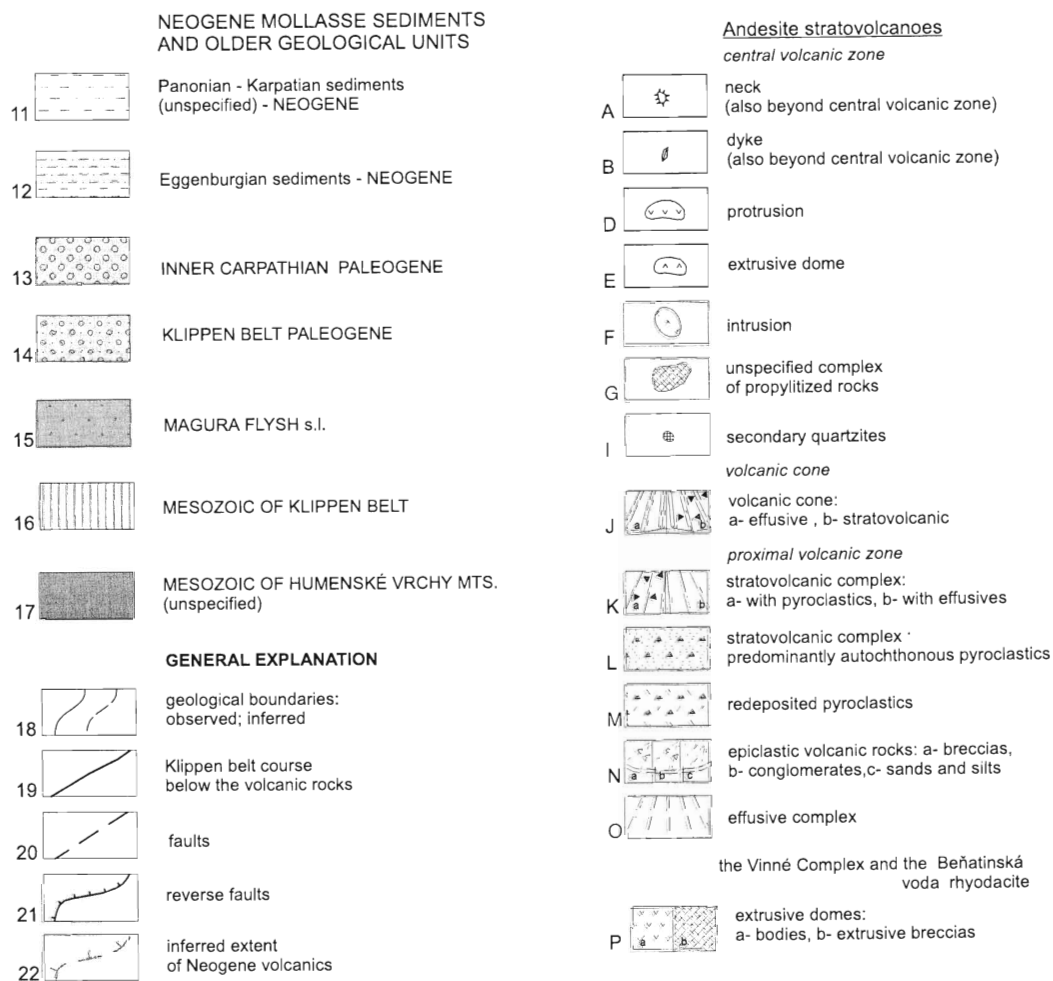 NEOGENE MOLLASSE SEDIMENTS
AND OLDER GEOLOGICAL UNITS
11
Panonian - Karpatian sediments
(unspecified) - NEOGENE
12
Eggenburgian sediments - NEOGENE
13
INNER CARPATHIAN PALEOGENE
14
KLIPPEN BELT PALEOGENE
15
MAGURA FLYSH s.l.
16
MESOZOIC OF KLIPPEN BELT
17
MESOZOIC OF HUMENSKÉ VRCHY MTS.
(unspecified)
GENERAL EXPLANATION
18
geological boundaries:
observed; inferred
19
Klippen belt course
below the volcanic rocks
20
faults
21
reverse faults
22
inferred extent
of Neogene volcanics
Andesite stratovolcanoes
central volcanic zone
A
neck
(also beyond central volcanic zone)
B
dyke
(also beyond central volcanic zone)
D
protrusion
E
extrusive dome
F
intrusion
G
unspecified complex
of propylitized rocks
I
secondary quartzites
volcanic cone
J
a b
volcanic cone:
a- effusive , b- stratovolcanic
proximal volcanic zone
K
a b
stratovolcanic complex:
a- with pyroclastics, b- with effusives
L
stratovolcanic complex
predominantly autochthonous pyroclastics
M
redeposited pyroclastics
N
a b c
epiclastic volcanic rocks: a- breccias,
b- conglomerates,c- sands and silts
O
effusive complex
the Vinné Complex and the Beňatinská
voda rhyodacite
P
a b
extrusive domes:
a- bodies, b- extrusive breccias